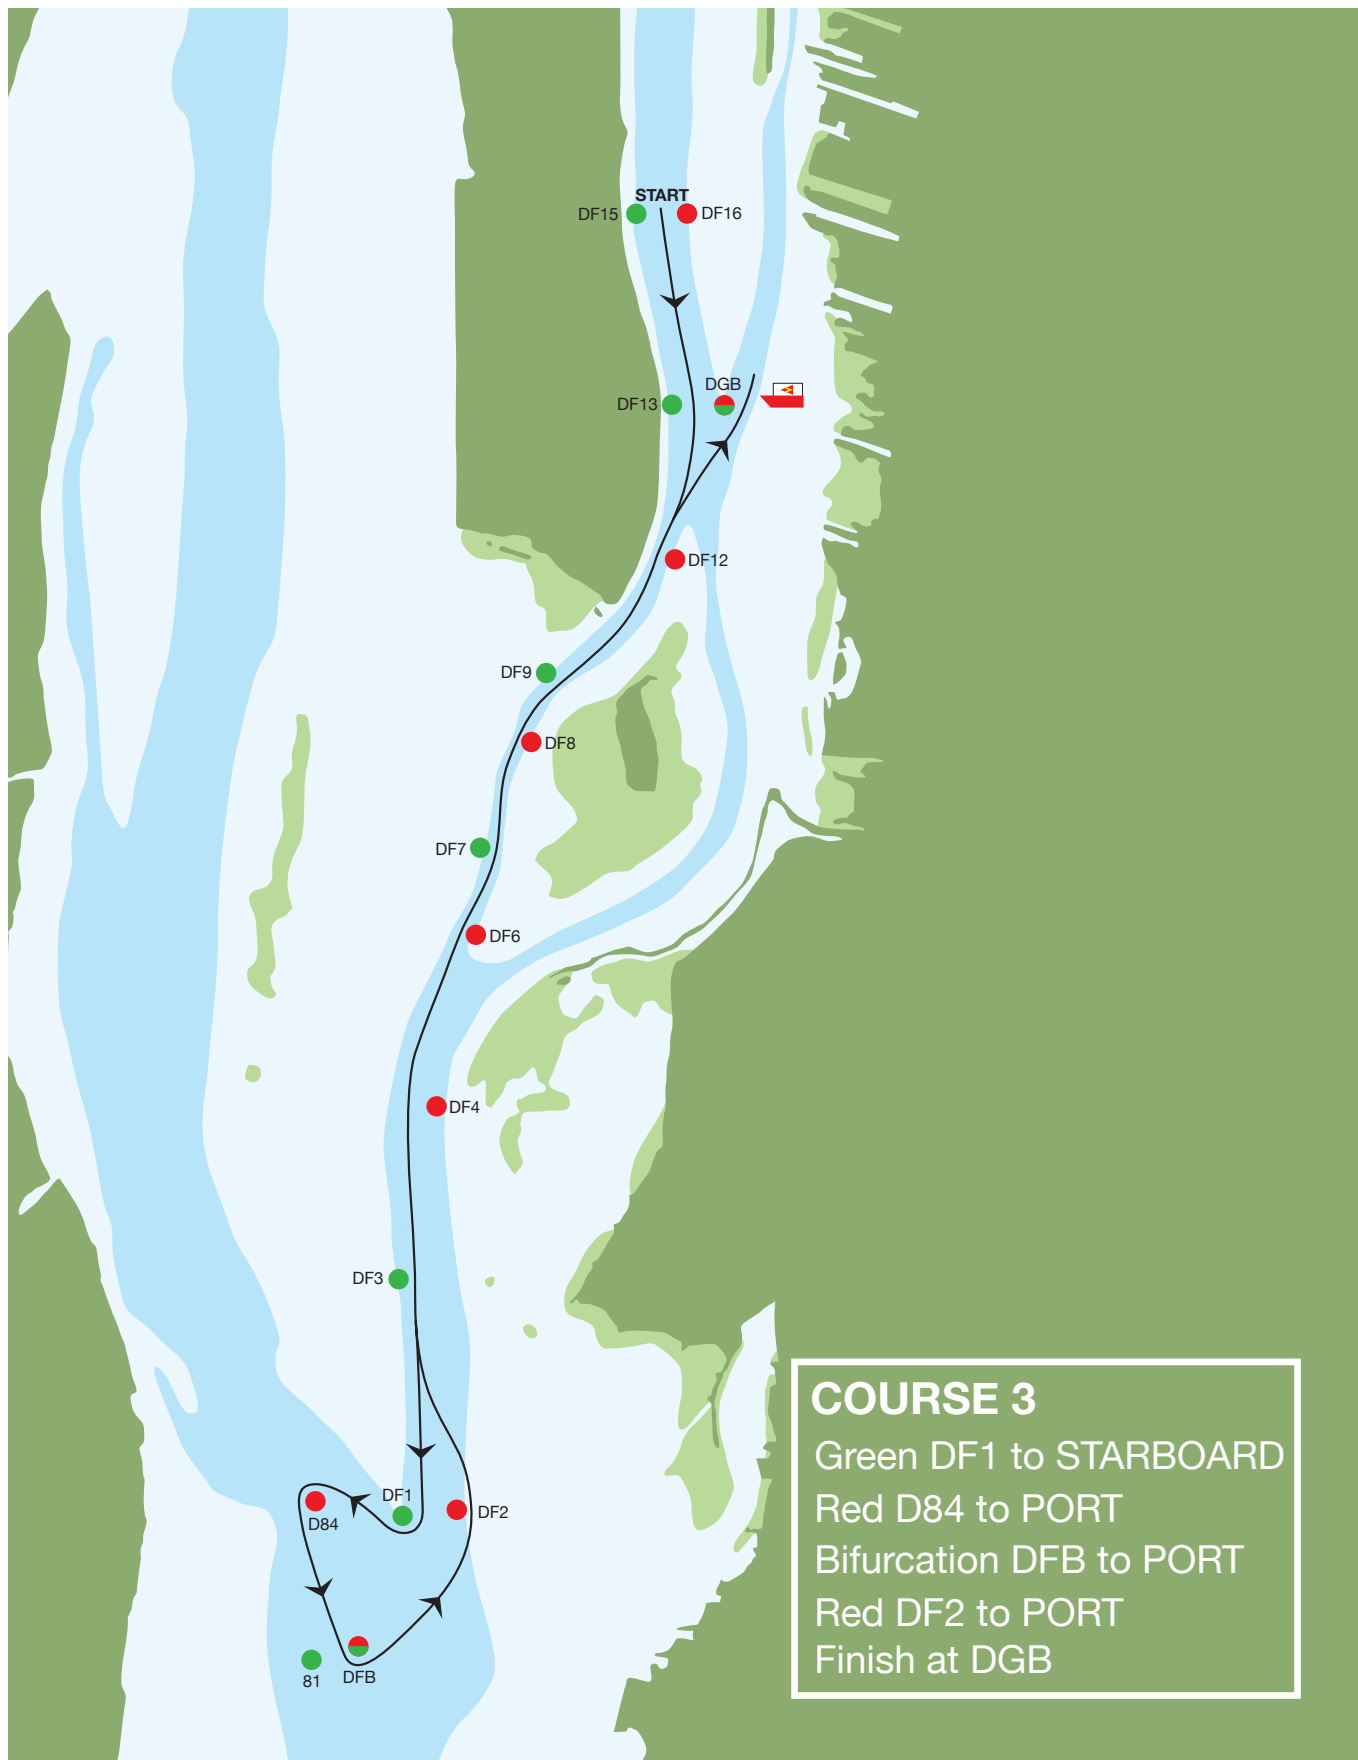 START
DF15
DF16
DGB
DF13
DF12
DF9
DF8
DF7
DF6
DF4
DF3
DF1
DF2
D84
81
DFB
COURSE 3
Green DF1 to STARBOARD
Red D84 to PORT
Bifurcation DFB to PORT
Red DF2 to PORT
Finish at DGB